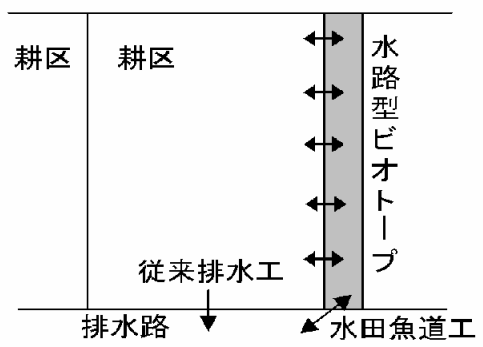 耕区
耕区
水路型ビオトープ
従来排水工
排水路
水田魚道工